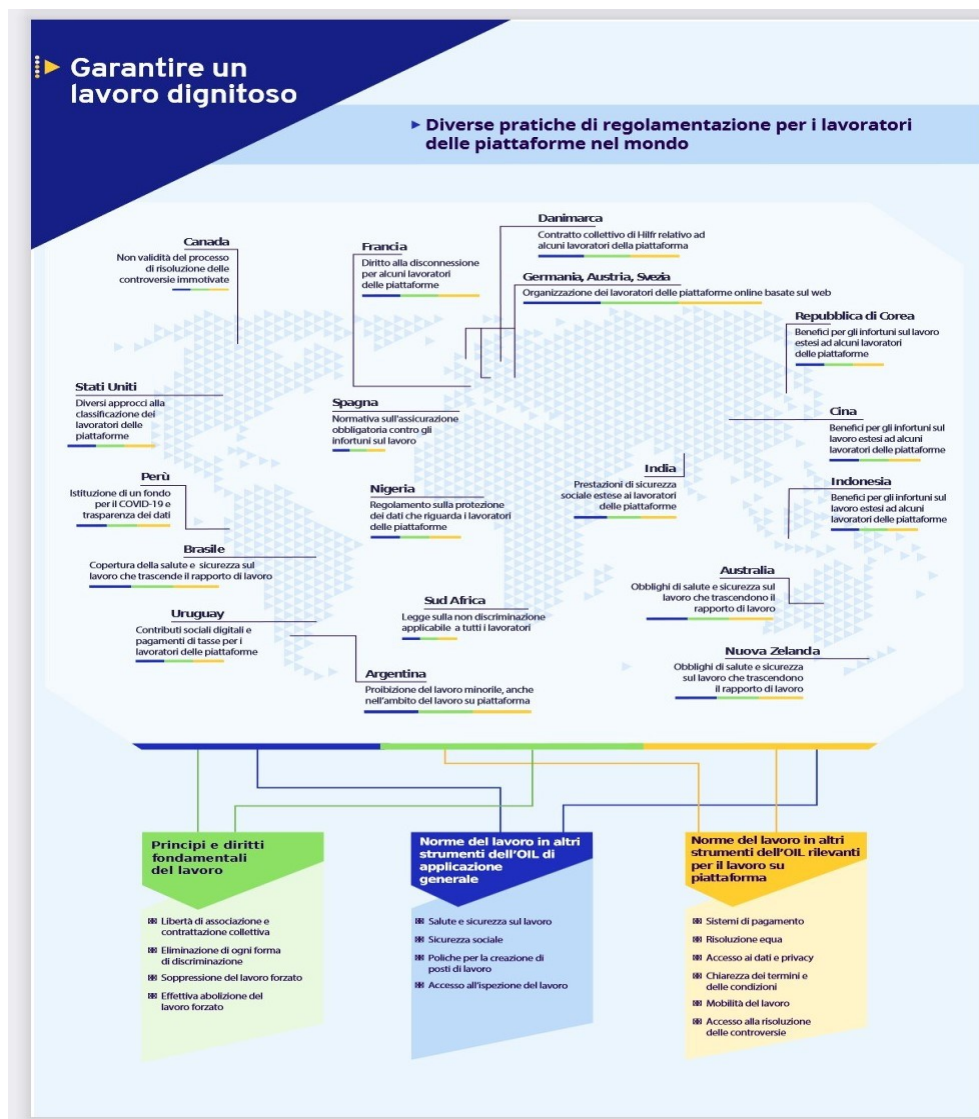 Garantire un
lavoro dignitoso
Diverse pratiche di regolamentazione per i lavoratori
delle piattaforme nel mondo
Canada
Non validità del processo
di risoluzione delle
controversie immotivate
Francia
Diritto alla disconnessione
per alcuni lavoratori
delle piattaforme
Danimarca
Contratto collettivo di Hilfr relativo ad
alcuni lavoratori della piattaforma
Germania, Austria, Svezia
Organizzazione dei lavoratori delle piattaforme online basate sul web
Repubblica di Corea
Benefici per gli infortuni sul lavoro
estesi ad alcuni lavoratori
delle piattaforme
Stati Uniti
Diversi approcci alla
classificazione dei
lavoratori delle
piattaforme
Spagna
Normativa sull'assicurazione
obbligatoria contro gli
infortuni sul lavoro
Cina
Benefici per gli infortuni sul
lavoro estesi ad alcuni
lavoratori delle piattaforme
Perù
Istituzione di un fondo
per il COVID-19 e
trasparenza dei dati
Nigeria
Regolamento sulla protezione
dei dati che riguarda i lavoratori
delle piattaforme
India
Prestazioni di sicurezza
sociale estese ai lavoratori
delle piattaforme
Indonesia
Benefici per gli infortuni sul
lavoro estesi ad alcuni
lavoratori delle piattaforme
Brasile
Copertura della salute e sicurezza sul
lavoro che trascende il rapporto di lavoro
Australia
Obblighi di salute e sicurezza sul
lavoro che trascendono il
rapporto di lavoro
Uruguay
Contributi sociali digitali e
pagamenti di tasse per i
lavoratori delle piattaforme
Sud Africa
Legge sulla non discriminazione
applicabile a tutti i lavoratori
Nuova Zelanda
Obblighi di salute e sicurezza
sul lavoro che trascendono
il rapporto di lavoro
Argentina
Proibizione del lavoro minorile, anche
nell'ambito del lavoro su piattaforma
Principi e diritti
fondamentali
del lavoro
Libertà di associazione e
contrattazione collettiva
Eliminazione di ogni forma
di discriminazione
Soppressione del lavoro forzato
Effettiva abolizione del
lavoro forzato
Norme del lavoro in altri
strumenti dell'OIL di
applicazione
generale
Salute e sicurezza sul lavoro
Sicurezza sociale
Poliche per la creazione di
posti di lavoro
Accesso all'ispezione del lavoro
Norme del lavoro in altri
strumenti dell'OIL rilevanti
per il lavoro su
piattaforma
Sistemi di pagamento
Risoluzione equa
Accesso ai dati e privacy
Chiarezza dei termini e
delle condizioni
Mobilità del lavoro
Accesso alla risoluzione
delle controversie